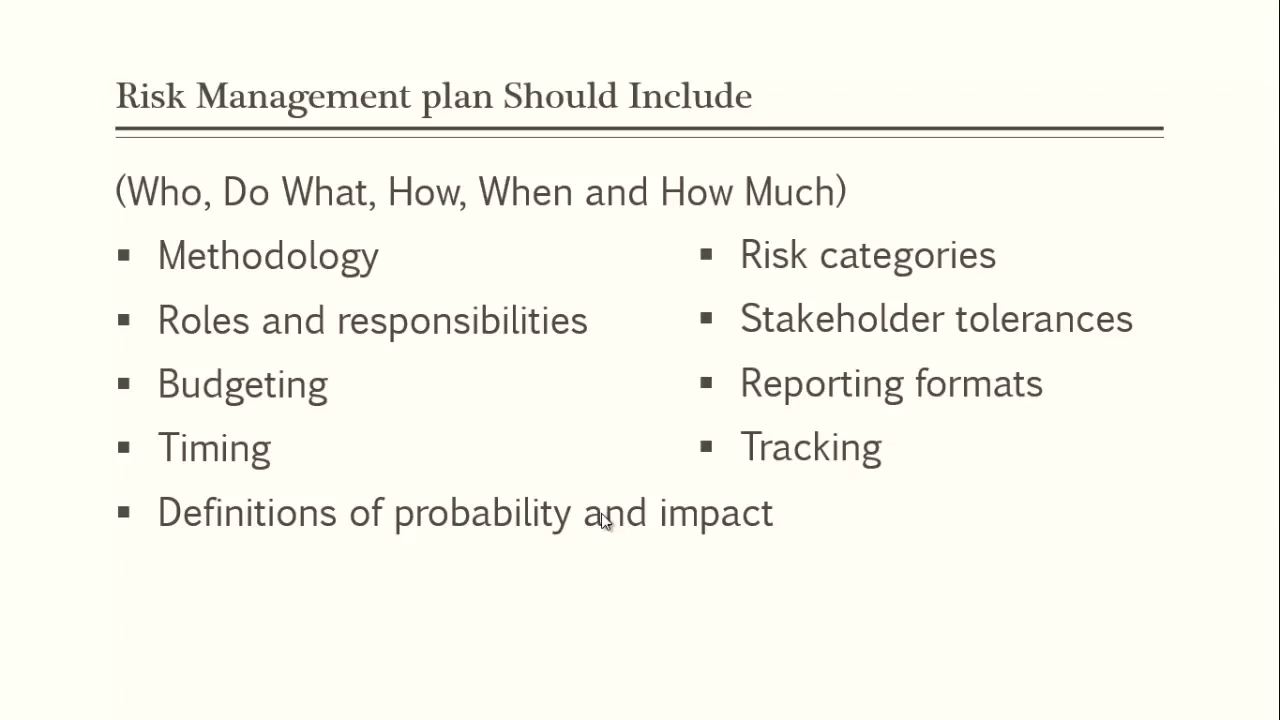 Risk Management plan Should Include
(Who, Do What, How, When and How Much)
▪ Methodology
▪ Roles and responsibilities
▪ Budgeting
▪ Timing
▪ Definitions of probability and impact
▪ Risk categories
▪ Stakeholder tolerances
▪ Reporting formats
▪ Tracking